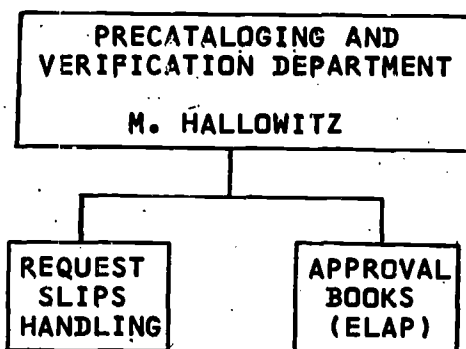 PRECATALOGING AND
VERIFICATION DEPARTMENT
M. HALLOWITZ
REQUEST
SLIPS
HANDLING
APPROVAL
BOOKS
(ELAP)